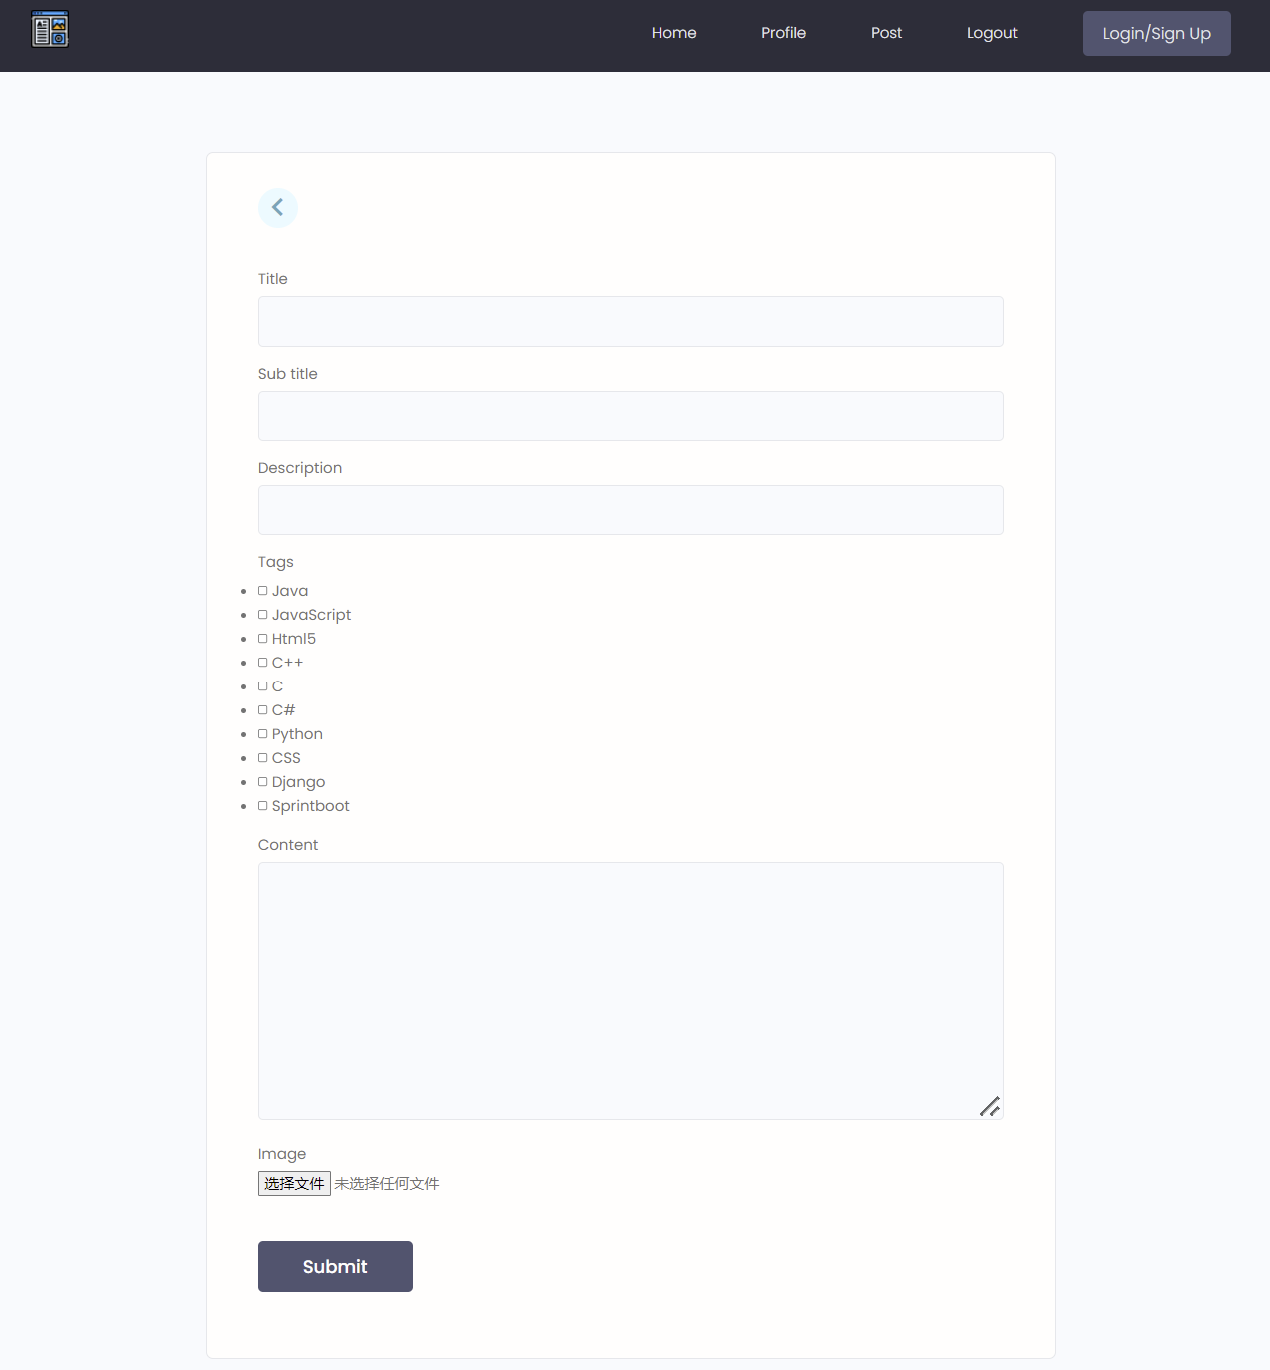 Home Profile Post Logout Login/Sign Up
Title
Sub title
Description
Tags
Java
JavaScript
Html5
C++
C
C#
Python
CSS
Django
Sprintboot
Content
Image
选择文件 未选择任何文件
Submit